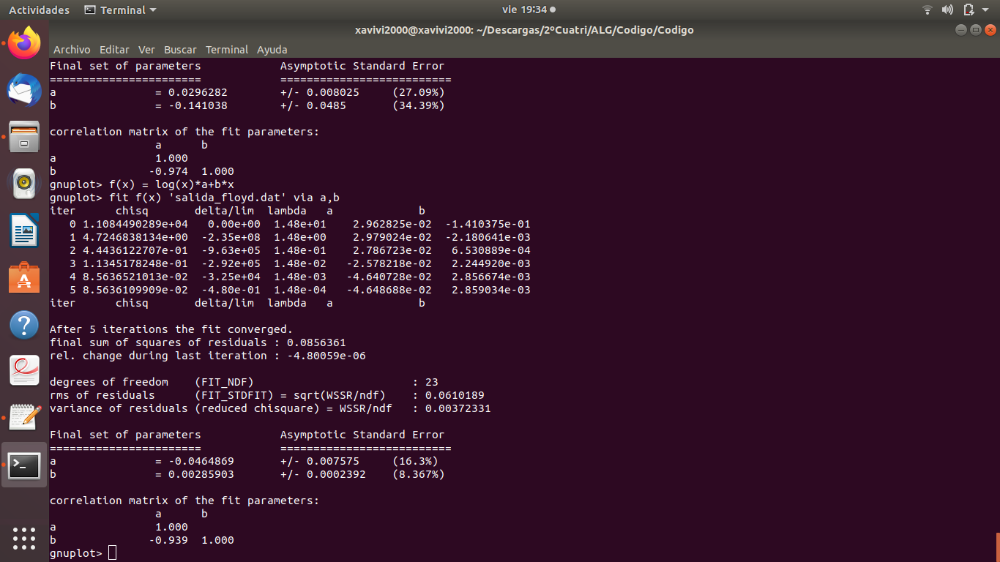 Actividades Terminal vie 19:34
xavivi2000@xavivi2000: ~/Descargas/2ºCuatri/ALG/Codigo/Codigo
Archivo Editar Ver Buscar Terminal Ayuda
Final set of parameters            Asymptotic Standard Error
=======================            ==========================
a               = 0.0296282        +/- 0.008025     (27.09%)
b               = -0.141038        +/- 0.0485       (34.39%)

correlation matrix of the fit parameters:
                a      b
a               1.000
b              -0.974  1.000
gnuplot> f(x) = log(x)*a+b*x
gnuplot> fit f(x) 'salida_floyd.dat' via a,b
iter      chisq       delta/lim  lambda   a             b
   0 1.1084490289e+04   0.00e+00  1.48e+01    2.962825e-02  -1.410375e-01
   1 4.7246838134e+00  -2.35e+08  1.48e+00    2.979024e-02  -2.180641e-03
   2 4.4436122707e-01  -9.63e+05  1.48e-01    2.786723e-02   6.530889e-04
   3 1.1345178248e-01  -2.92e+05  1.48e-02   -2.578218e-02   2.244920e-03
   4 8.5636521013e-02  -3.25e+04  1.48e-03   -4.640728e-02   2.856674e-03
   5 8.5636109909e-02  -4.80e-01  1.48e-04   -4.648688e-02   2.859034e-03
iter      chisq       delta/lim  lambda   a             b

After 5 iterations the fit converged.
final sum of squares of residuals : 0.0856361
rel. change during last iteration : -4.80059e-06

degrees of freedom    (FIT_NDF)                        : 23
rms of residuals      (FIT_STDFIT) = sqrt(WSSR/ndf)    : 0.0610189
variance of residuals (reduced chisquare) = WSSR/ndf   : 0.00372331

Final set of parameters            Asymptotic Standard Error
=======================            ==========================
a               = -0.0464869       +/- 0.007575     (16.3%)
b               = 0.00285903       +/- 0.0002392    (8.367%)

correlation matrix of the fit parameters:
                a      b
a               1.000
b              -0.939  1.000
gnuplot>